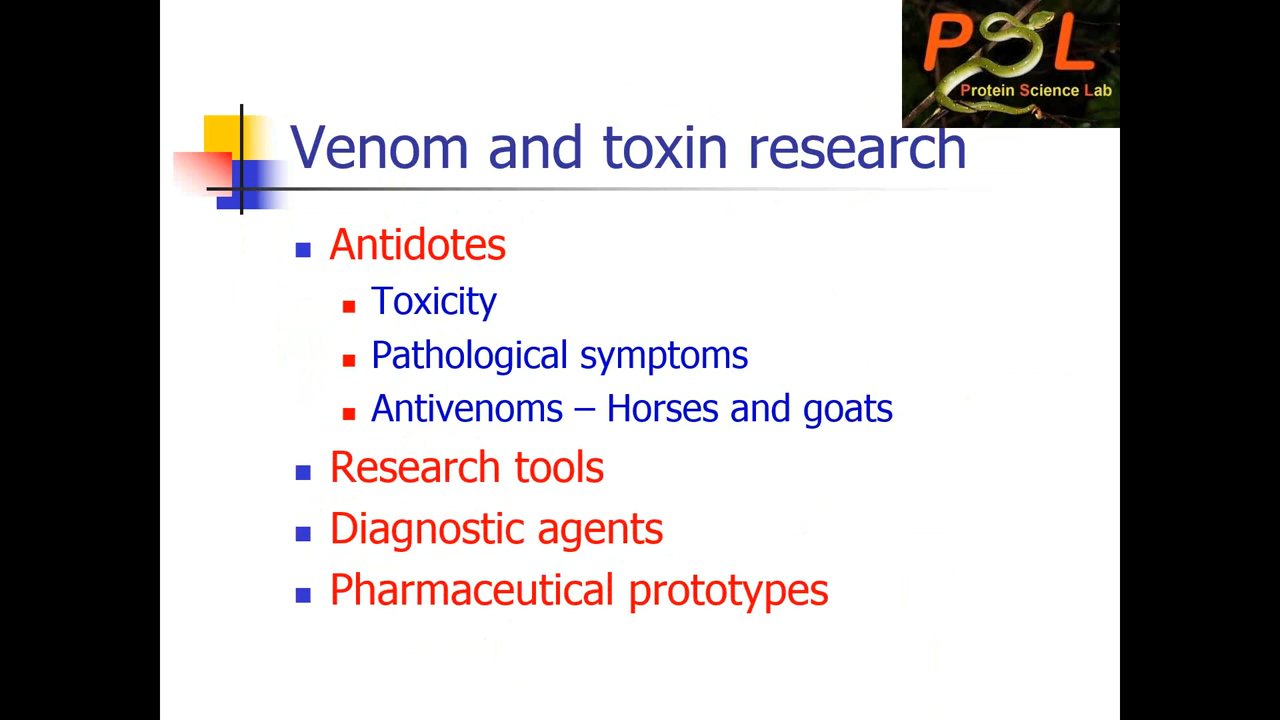 PSL
Protein Science Lab
Venom and toxin research
Antidotes
Toxicity
Pathological symptoms
Antivenoms – Horses and goats
Research tools
Diagnostic agents
Pharmaceutical prototypes